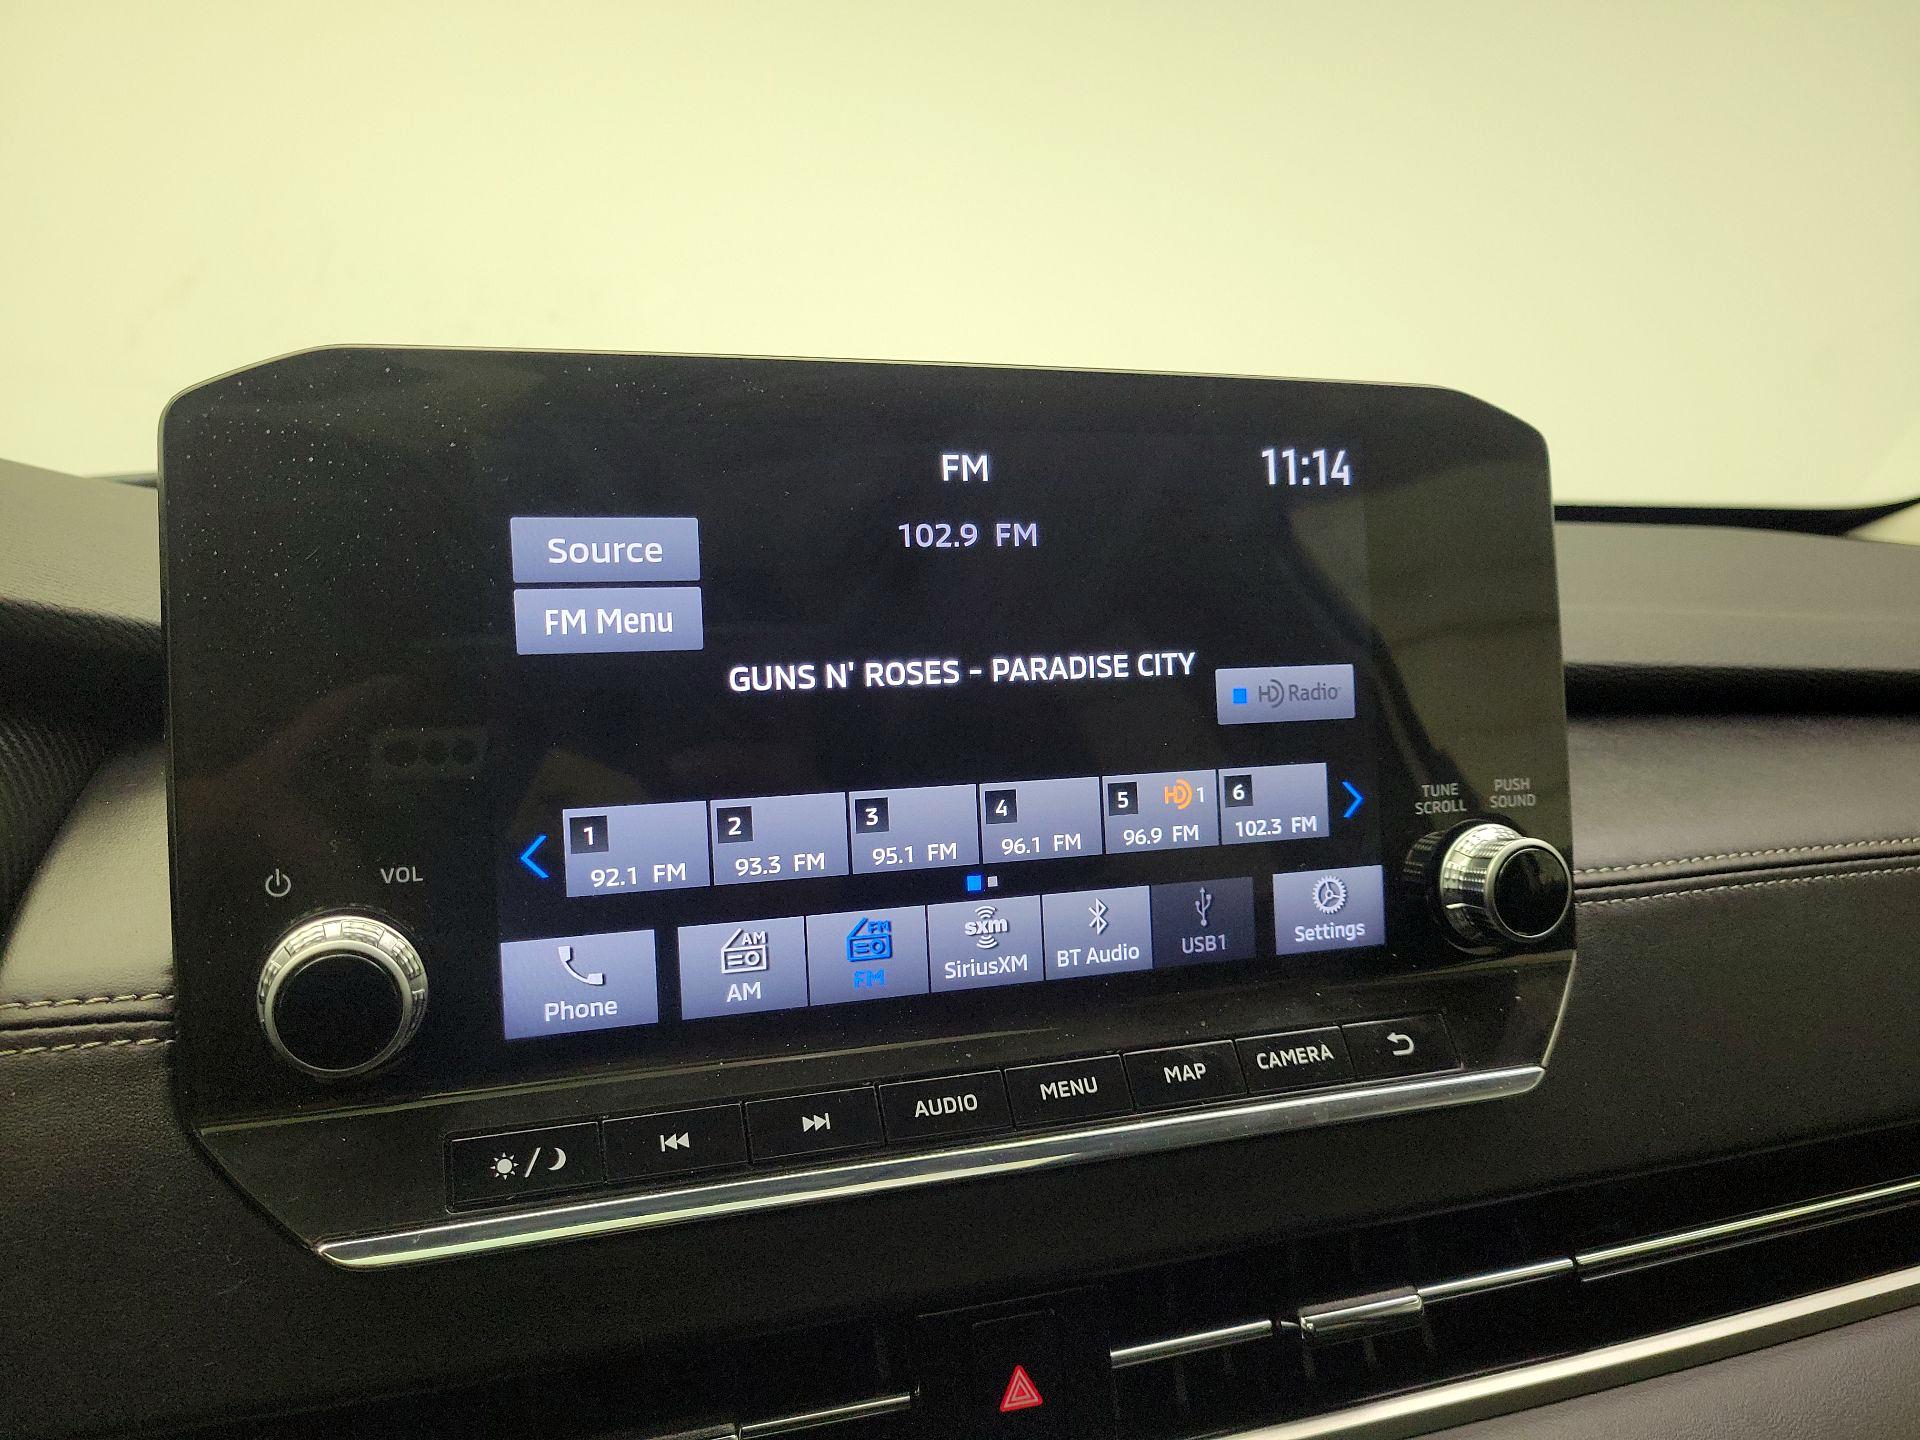 FM
11:14
102.9 FM
Source
FM Menu
GUNS N' ROSES - PARADISE CITY
HD Radio
1
92.1 FM
2
93.3 FM
3
95.1 FM
4
96.1 FM
5 HD 1
96.9 FM
6
102.3 FM
TUNE
SCROLL
PUSH
SOUND
VOL
Phone
AM
AM
FM
FM
sxm
SiriusXM
BT Audio
USB1
Settings
AUDIO
MENU
MAP
CAMERA